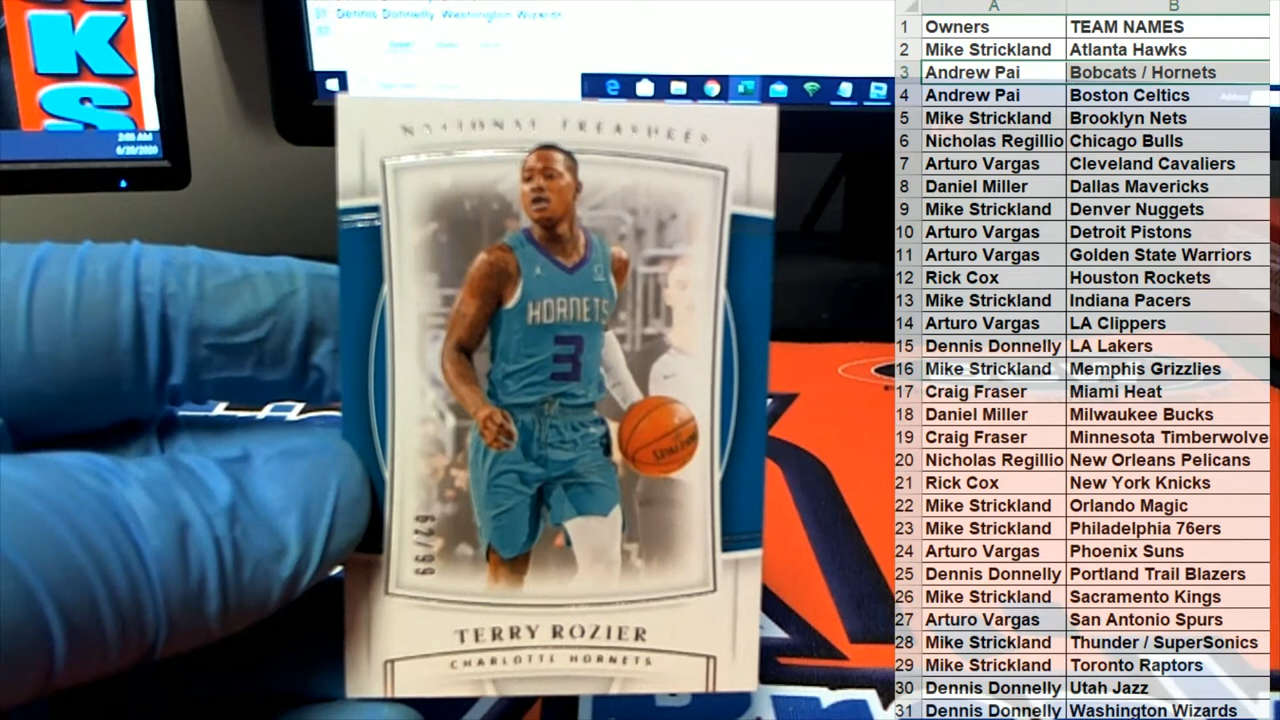 31 Dennis Donnelly Washington Wizards
K
S
2:05 AM
6/20/2020
NATIONAL TREASURES
HORNETS
3
SPALDING
62/99
TERRY ROZIER
CHARLOTTE HORNETS
A B
1 Owners TEAM NAMES
2 Mike Strickland Atlanta Hawks
3 Andrew Pai Bobcats / Hornets
4 Andrew Pai Boston Celtics
5 Mike Strickland Brooklyn Nets
6 Nicholas Regillio Chicago Bulls
7 Arturo Vargas Cleveland Cavaliers
8 Daniel Miller Dallas Mavericks
9 Mike Strickland Denver Nuggets
10 Arturo Vargas Detroit Pistons
11 Arturo Vargas Golden State Warriors
12 Rick Cox Houston Rockets
13 Mike Strickland Indiana Pacers
14 Arturo Vargas LA Clippers
15 Dennis Donnelly LA Lakers
16 Mike Strickland Memphis Grizzlies
17 Craig Fraser Miami Heat
18 Daniel Miller Milwaukee Bucks
19 Craig Fraser Minnesota Timberwolve
20 Nicholas Regillio New Orleans Pelicans
21 Rick Cox New York Knicks
22 Mike Strickland Orlando Magic
23 Mike Strickland Philadelphia 76ers
24 Arturo Vargas Phoenix Suns
25 Dennis Donnelly Portland Trail Blazers
26 Mike Strickland Sacramento Kings
27 Arturo Vargas San Antonio Spurs
28 Mike Strickland Thunder / SuperSonics
29 Mike Strickland Toronto Raptors
30 Dennis Donnelly Utah Jazz
31 Dennis Donnelly Washington Wizards